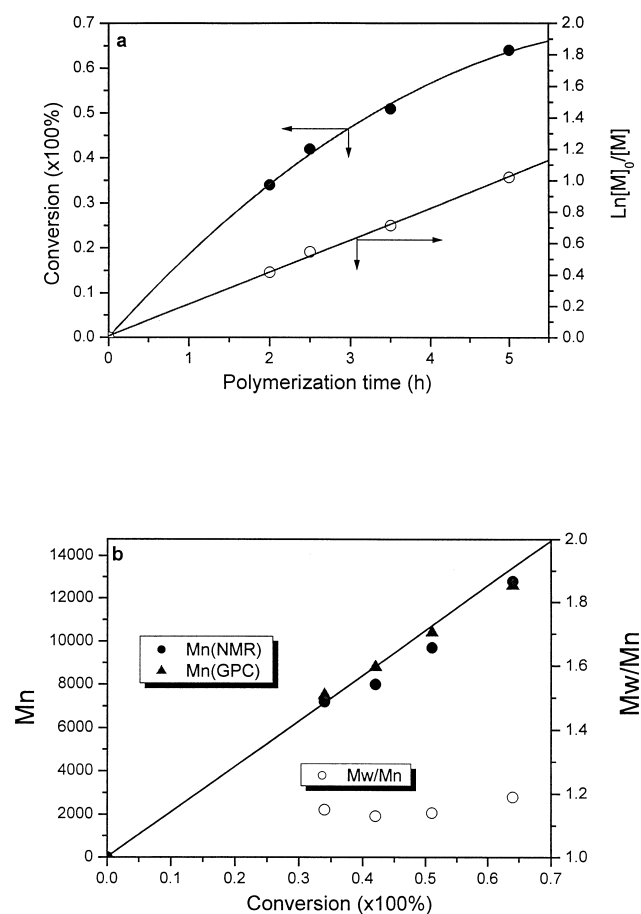 a
Conversion (x100%)
0.7
0.6
0.5
0.4
0.3
0.2
0.1
0.0
2.0
1.8
1.6
1.4
1.2
1.0
0.8
0.6
0.4
0.2
0.0
Ln[M]0/[M]
0 1 2 3 4 5
Polymerization time (h)
b
Mn
14000
12000
10000
8000
6000
4000
2000
0
Mn(NMR)
Mn(GPC)
Mw/Mn
2.0
1.8
1.6
1.4
1.2
1.0
Mw/Mn
0.0 0.1 0.2 0.3 0.4 0.5 0.6 0.7
Conversion (x100%)